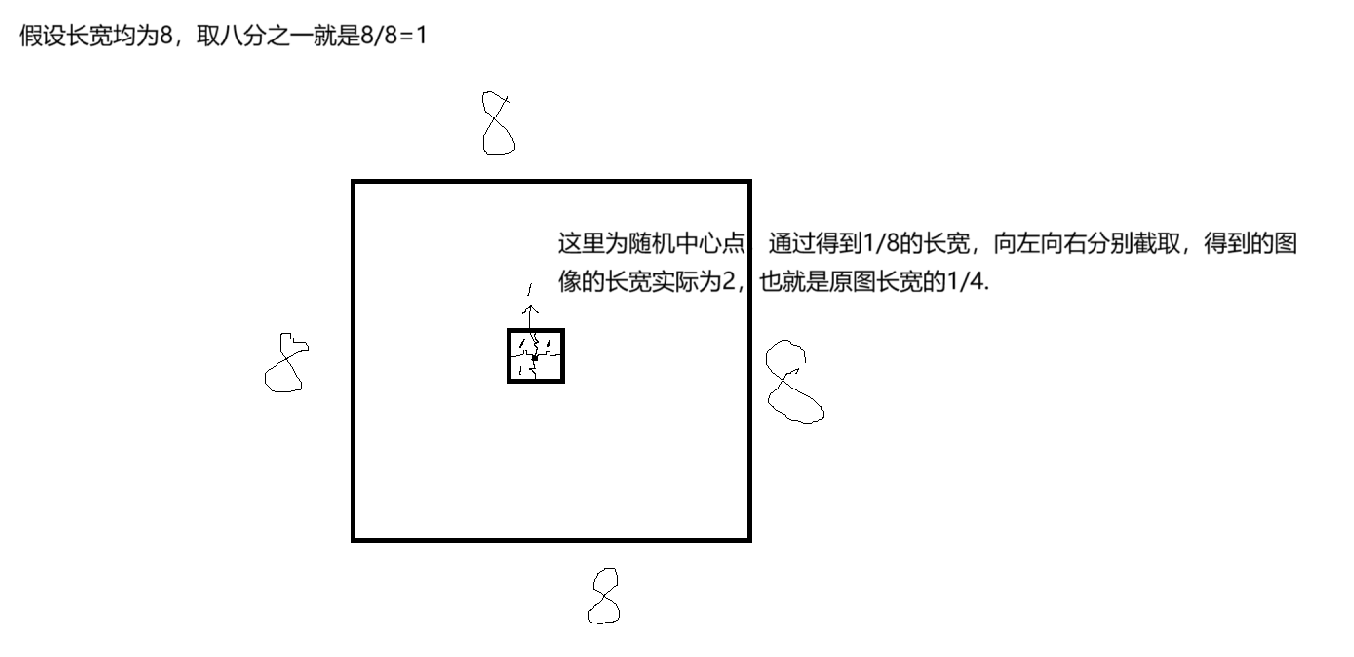 假设长宽均为8，取八分之一就是8/8=1
8
这里为随机中心点，通过得到1/8的长宽，向左向右分别截取，得到的图
像的长宽实际为2，也就是原图长宽的1/4.
1
8
1 1
1
8
8